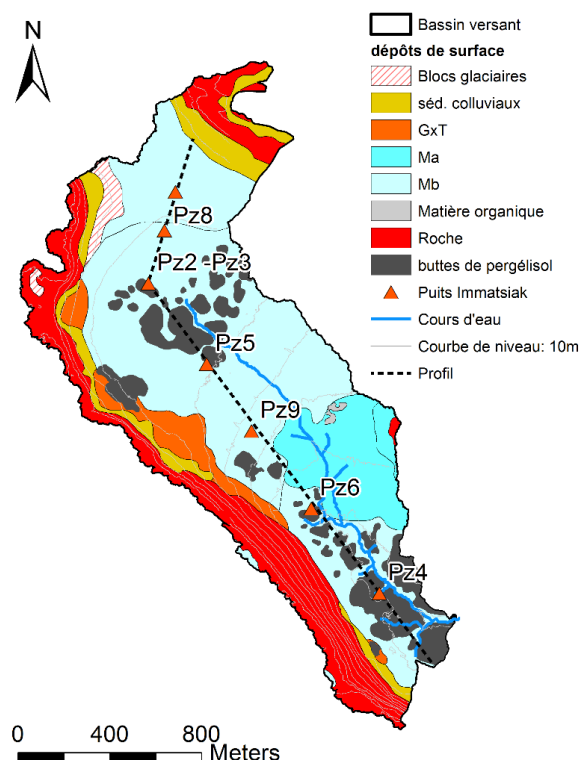 N
Bassin versant
dépôts de surface
Blocs glaciaires
séd. colluviaux
GxT
Ma
Mb
Matière organique
Roche
buttes de pergélisol
Puits Immatsiak
Cours d'eau
Courbe de niveau: 10m
Profil
Pz8
Pz2
Pz3
Pz5
Pz9
Pz6
Pz4
0 400 800
Meters